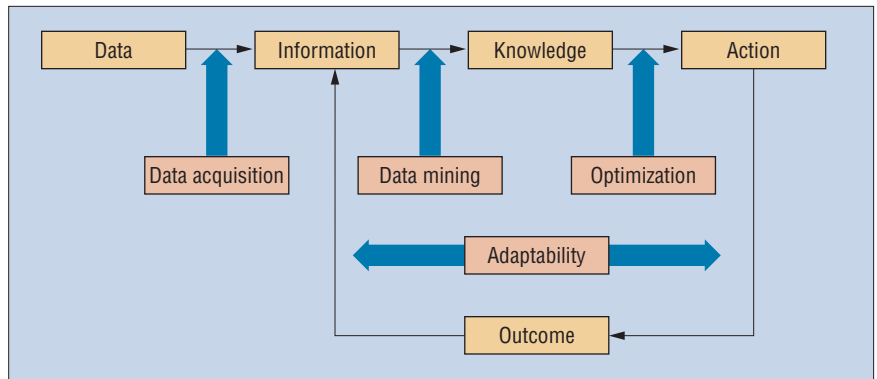 Data
Information
Knowledge
Action
Data acquisition
Data mining
Optimization
Adaptability
Outcome